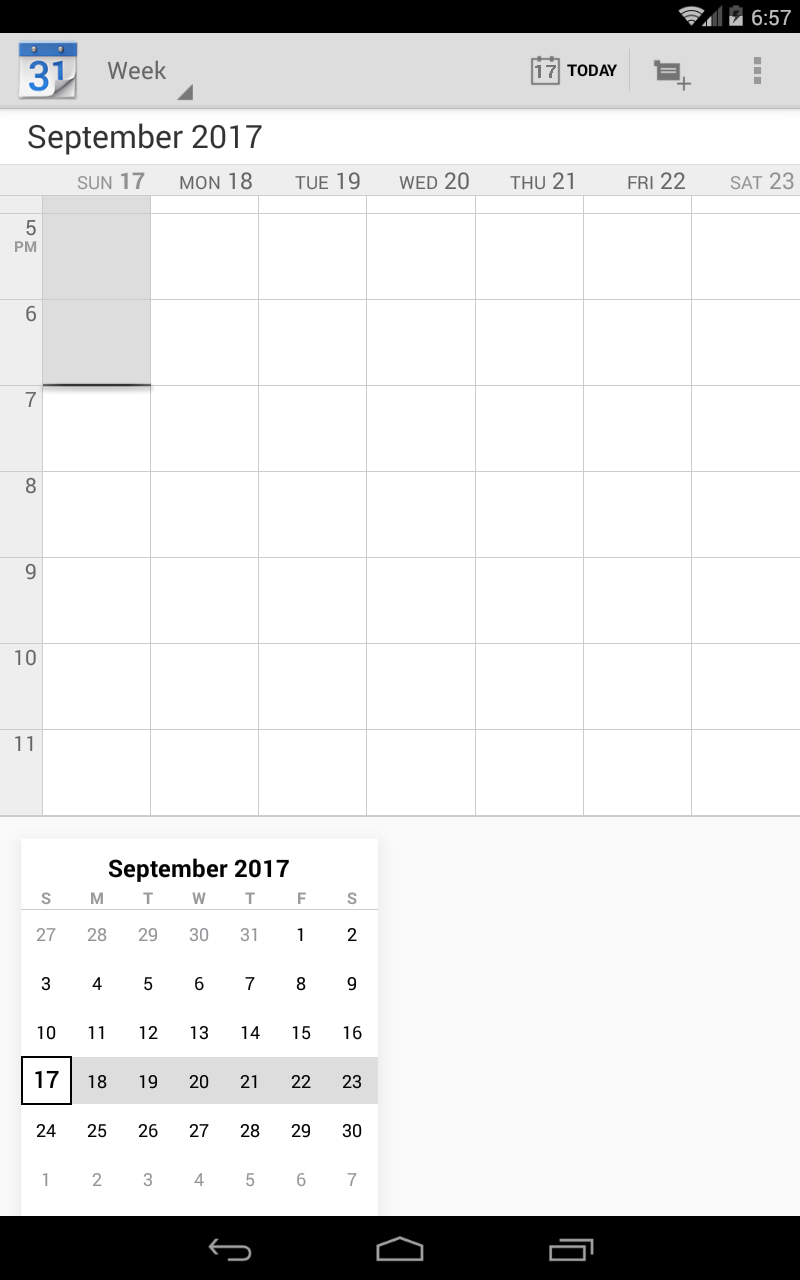 6:57
31 Week 17 TODAY
September 2017
SUN 17 MON 18 TUE 19 WED 20 THU 21 FRI 22 SAT 23
5
PM
6
7
8
9
10
11
September 2017
S M T W T F S
27 28 29 30 31 1 2
3 4 5 6 7 8 9
10 11 12 13 14 15 16
17 18 19 20 21 22 23
24 25 26 27 28 29 30
1 2 3 4 5 6 7